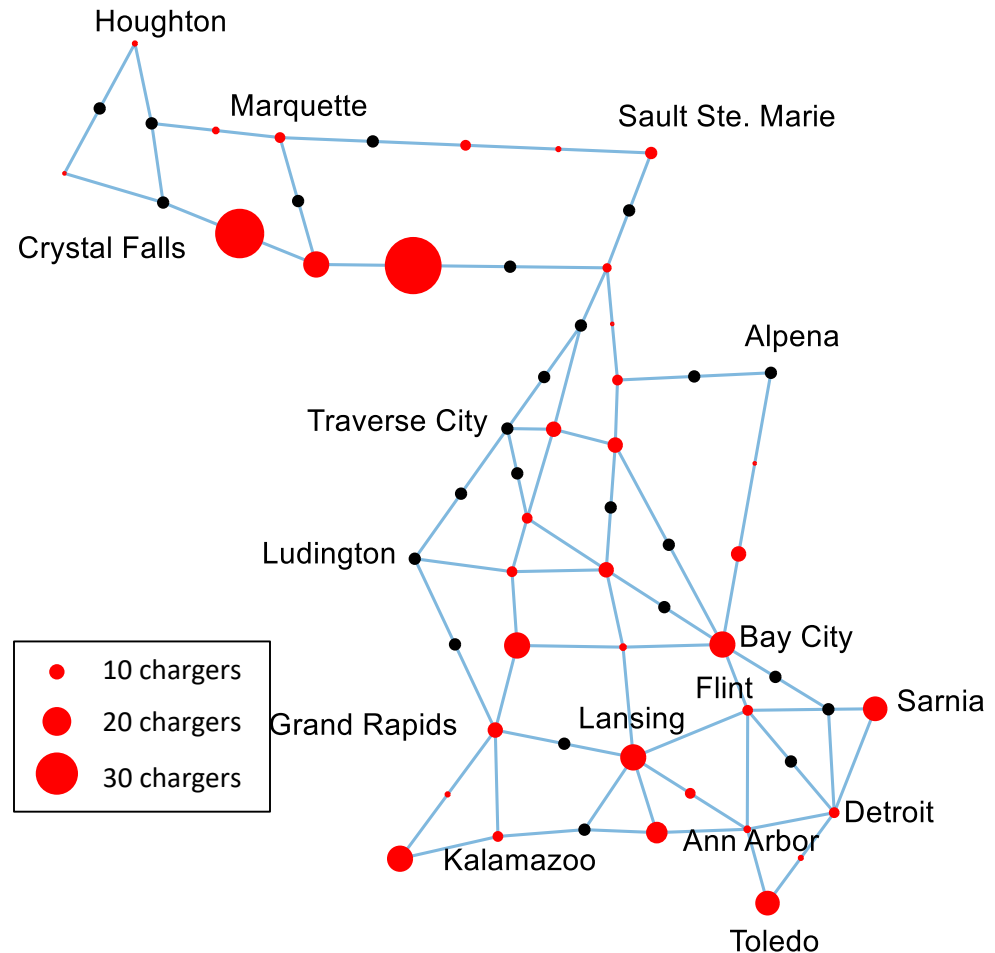 Houghton
Marquette
Sault Ste. Marie
Crystal Falls
Alpena
Traverse City
Ludington
Bay City
10 chargers
20 chargers
30 chargers
Flint
Sarnia
Grand Rapids
Lansing
Detroit
Ann Arbor
Kalamazoo
Toledo